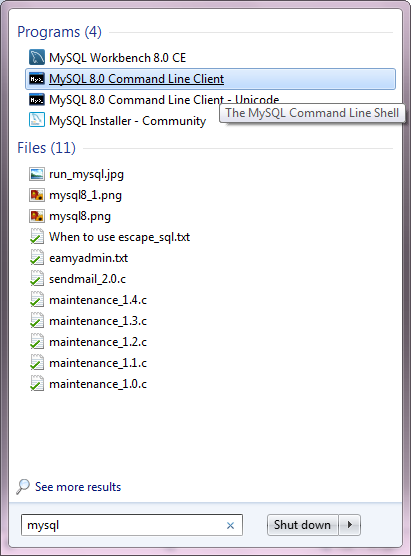 Programs (4)
MySQL Workbench 8.0 CE
MySQL 8.0 Command Line Client
MySQL 8.0 Command Line Client - Unicode
The MySQL Command Line Shell
MySQL Installer - Community
Files (11)
run_mysql.jpg
mysql8_1.png
mysql8.png
When to use escape_sql.txt
eamyadmin.txt
sendmail_2.0.c
maintenance_1.4.c
maintenance_1.3.c
maintenance_1.2.c
maintenance_1.1.c
maintenance_1.0.c
See more results
mysql
Shut down